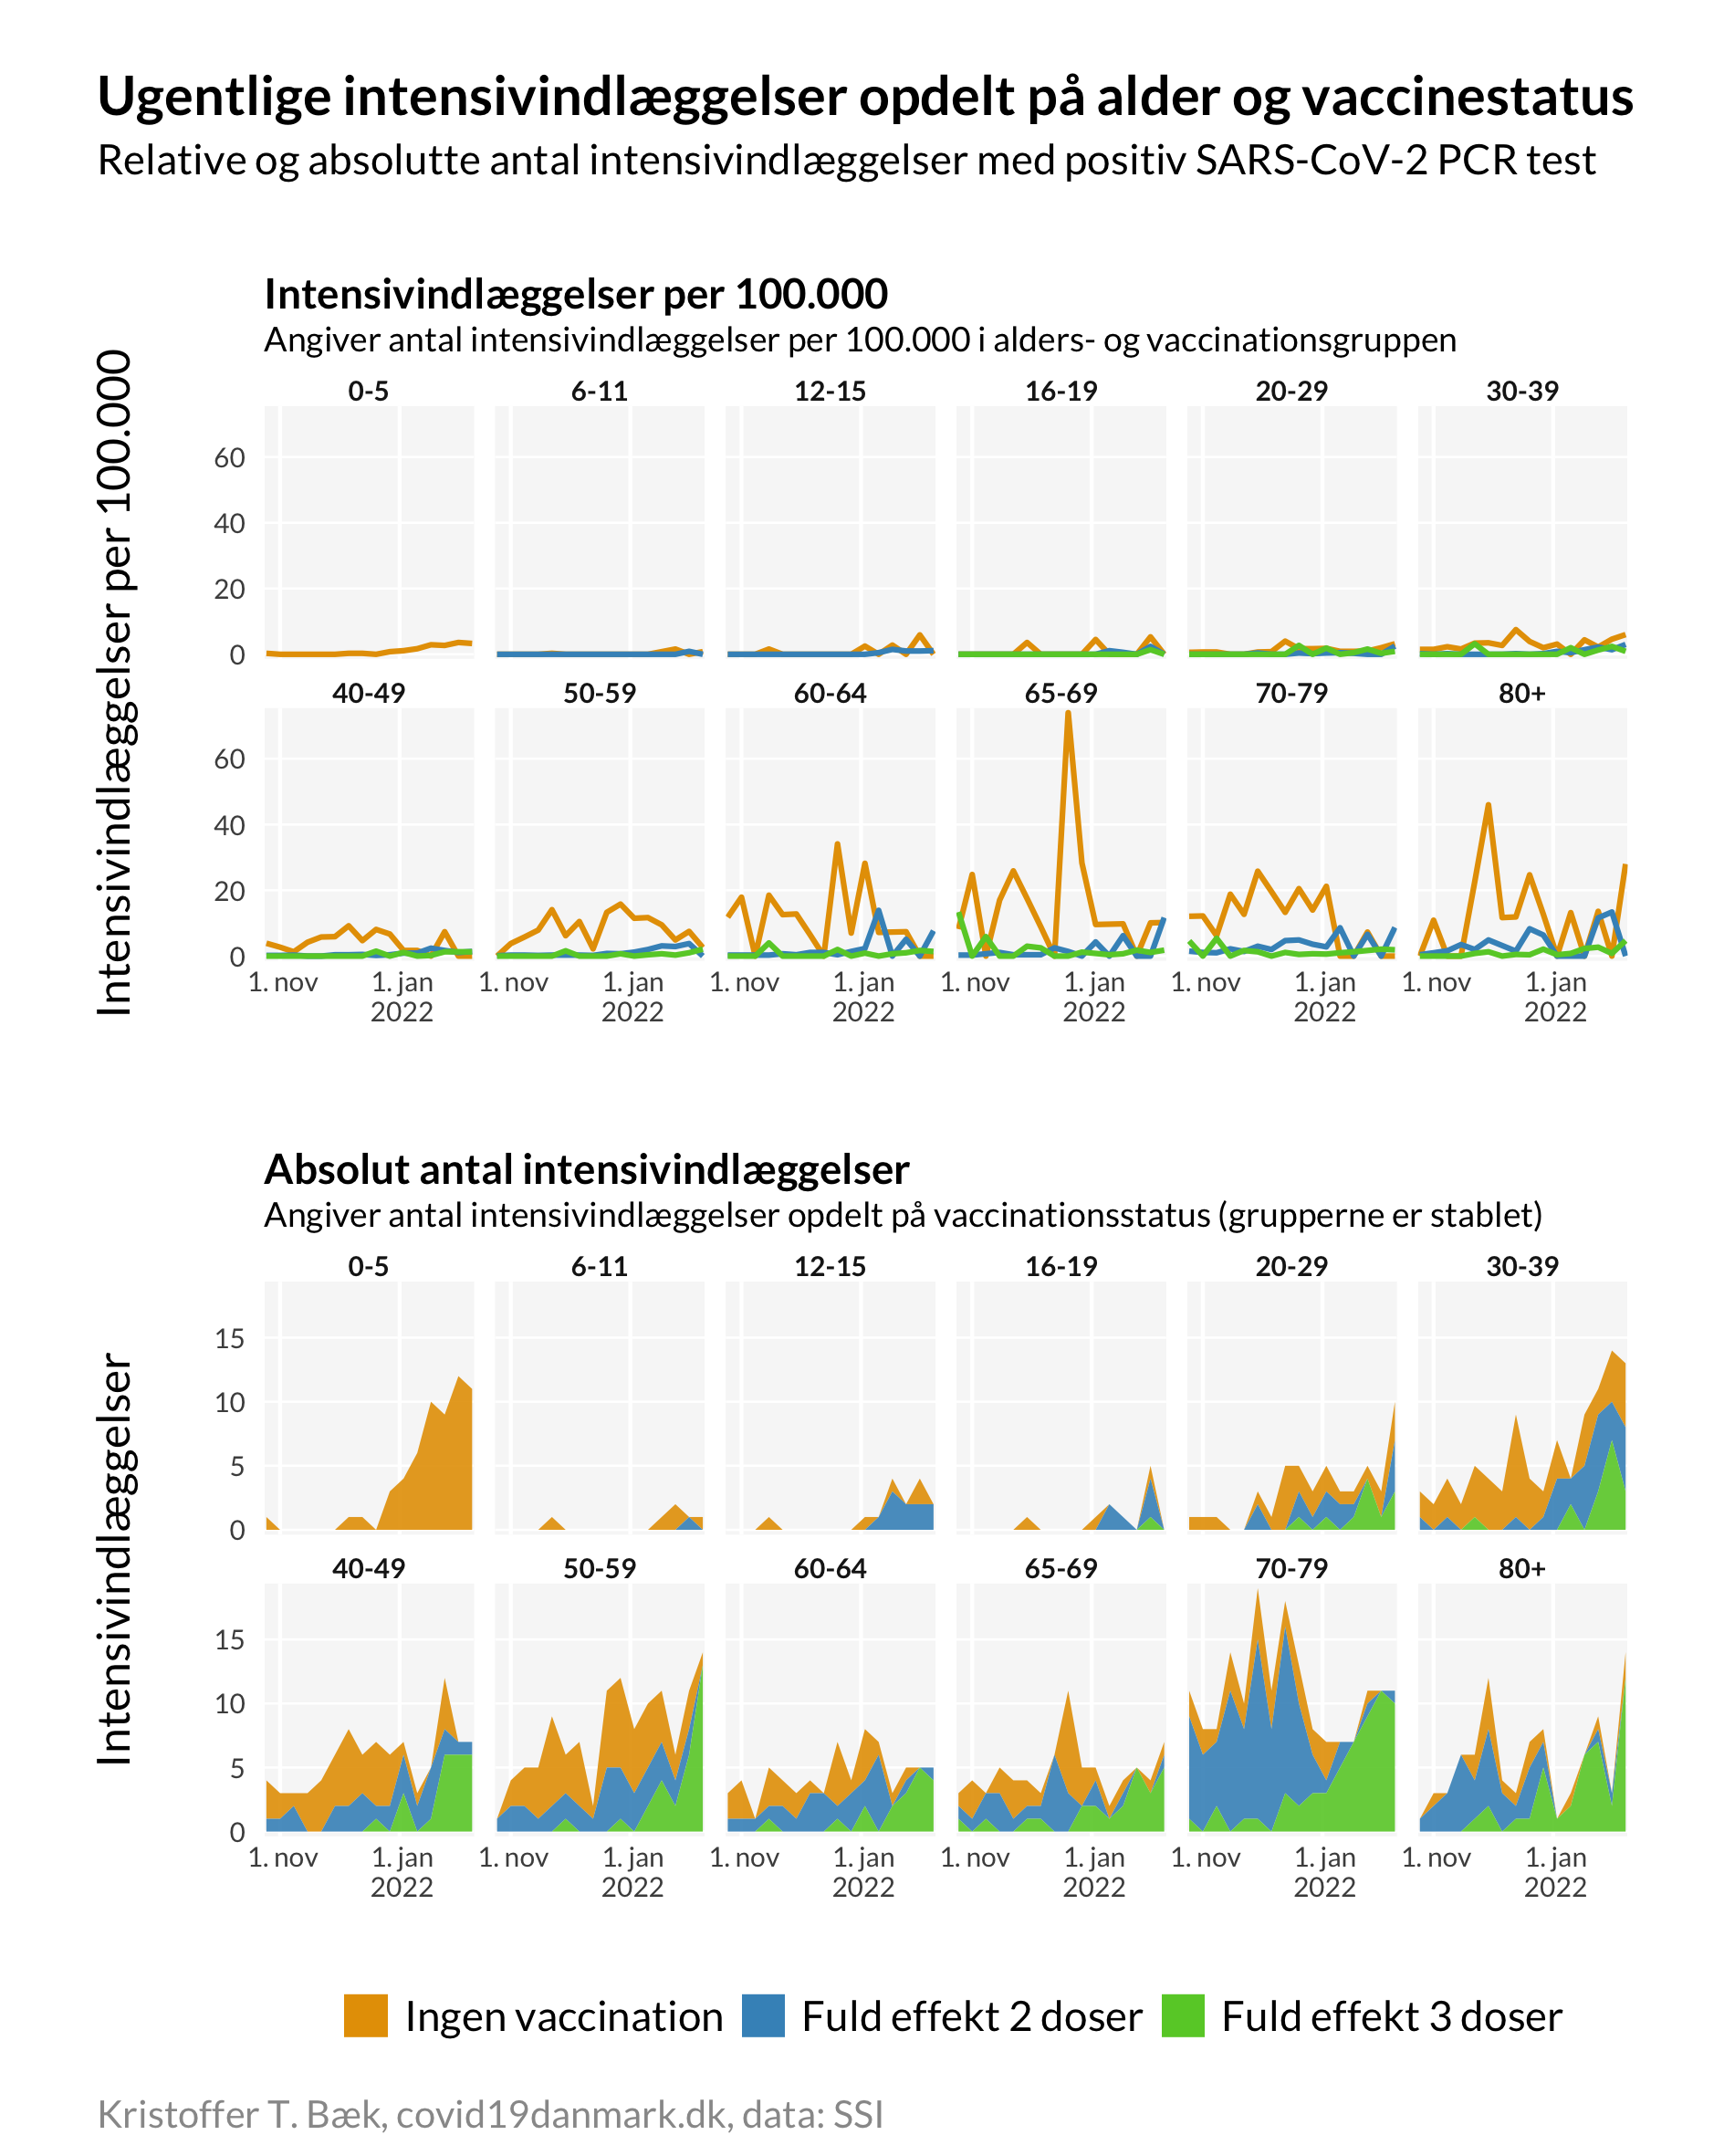 Ugentlige intensivindlæggelser opdelt på alder og vaccinestatus
Relative og absolutte antal intensivindlæggelser med positiv SARS-CoV-2 PCR test
Intensivindlæggelser per 100.000
Angiver antal intensivindlæggelser per 100.000 i alders- og vaccinationsgruppen
Intensivindlæggelser per 100.000
0-5 6-11 12-15 16-19 20-29 30-39
60
40
20
0
40-49 50-59 60-64 65-69 70-79 80+
60
40
20
0
1. nov 1. jan 1. nov 1. jan 1. nov 1. jan 1. nov 1. jan 1. nov 1. jan 1. nov 1. jan
2022 2022 2022 2022 2022 2022
Absolut antal intensivindlæggelser
Angiver antal intensivindlæggelser opdelt på vaccinationsstatus (grupperne er stablet)
Intensivindlæggelser
0-5 6-11 12-15 16-19 20-29 30-39
15
10
5
0
40-49 50-59 60-64 65-69 70-79 80+
15
10
5
0
1. nov 1. jan 1. nov 1. jan 1. nov 1. jan 1. nov 1. jan 1. nov 1. jan 1. nov 1. jan
2022 2022 2022 2022 2022 2022
Ingen vaccination Fuld effekt 2 doser Fuld effekt 3 doser
Kristoffer T. Bæk, covid19danmark.dk, data: SSI